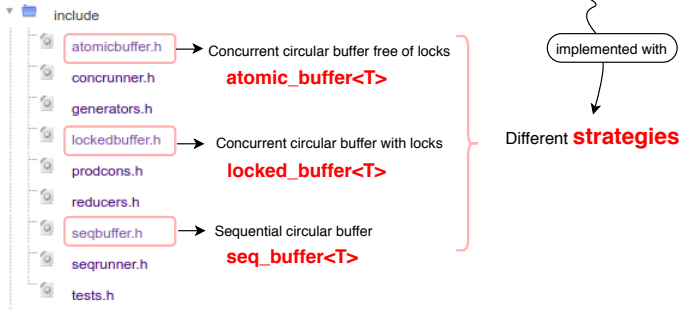 include
atomicbuffer.h
Concurrent circular buffer free of locks
implemented with
concrunner.h
atomic_buffer<T>
generators.h
lockedbuffer.h
Concurrent circular buffer with locks
Different strategies
prodcons.h
locked_buffer<T>
reducers.h
seqbuffer.h
Sequential circular buffer
seqrunner.h
seq_buffer<T>
tests.h